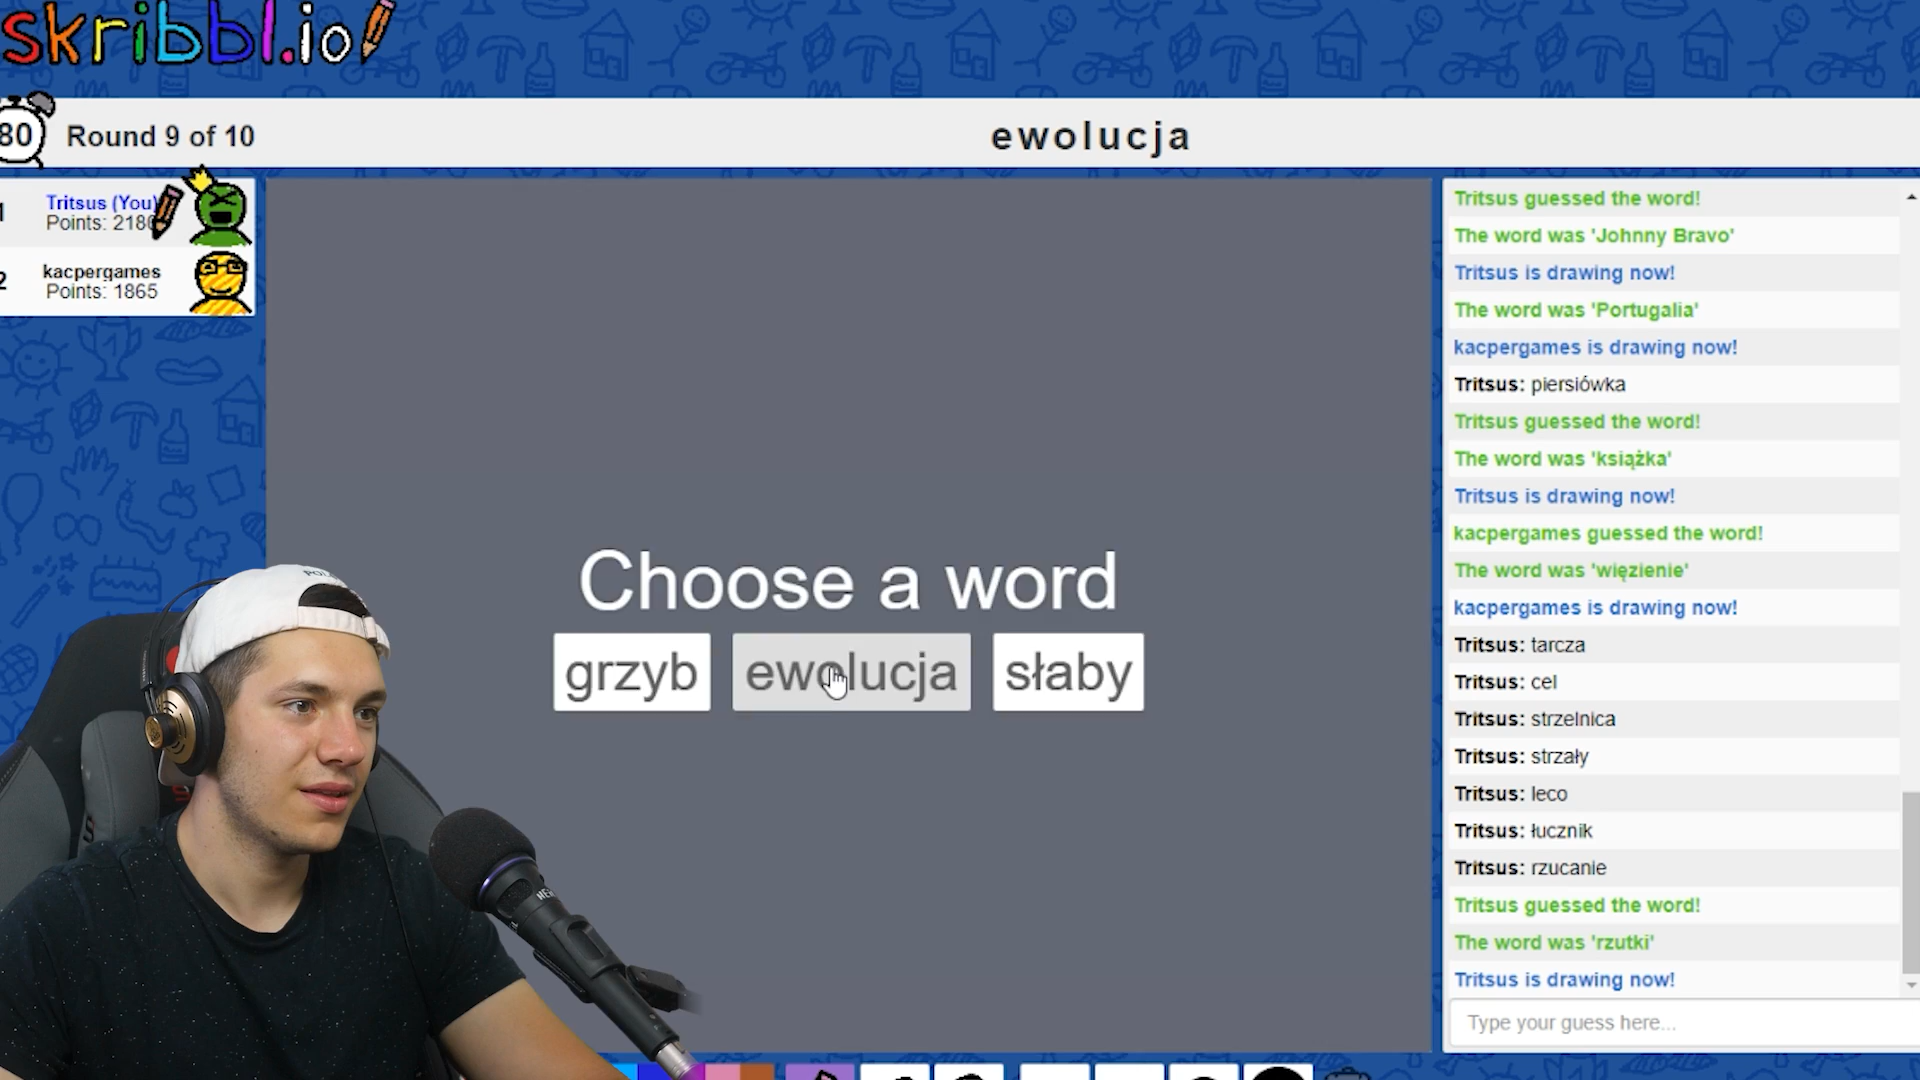 skribbl.io
80
Round 9 of 10
ewolucja
1
Tritsus (You)
Points: 2180
2
kacpergames
Points: 1865
Choose a word
grzyb
ewolucja
słaby
Tritsus guessed the word!
The word was 'Johnny Bravo'
Tritsus is drawing now!
The word was 'Portugalia'
kacpergames is drawing now!
Tritsus: piersiówka
Tritsus guessed the word!
The word was 'książka'
Tritsus is drawing now!
kacpergames guessed the word!
The word was 'więzienie'
kacpergames is drawing now!
Tritsus: tarcza
Tritsus: cel
Tritsus: strzelnica
Tritsus: strzały
Tritsus: leco
Tritsus: łucznik
Tritsus: rzucanie
Tritsus guessed the word!
The word was 'rzutki'
Tritsus is drawing now!
Type your guess here...